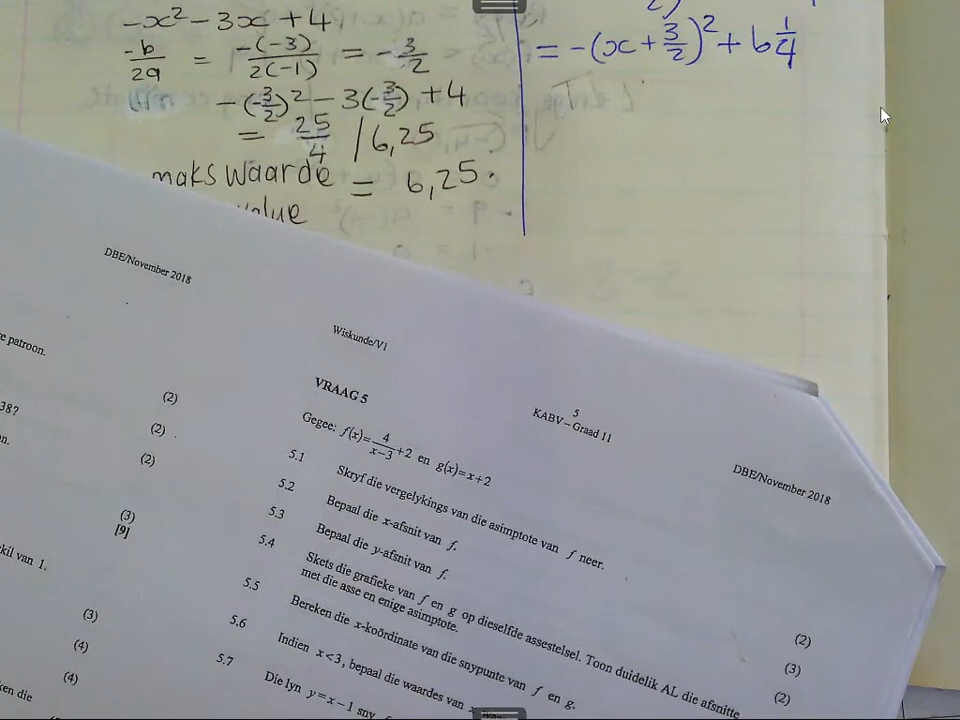 -x² - 3x + 4
-b/2a = -(-3)/2(-1) = -3/2
-(-3/2)² - 3(-3/2) + 4
= 25/4 / 6,25
maks waarde = 6,25.
value
= -(x + 3/2)² + 6 1/4
DBE/November 2018
patroon.
(2)
38?
(2)
(2)
(3)
[9]
van 1.
(3)
(4)
(4)
die
Wiskunde/V1
5
KABV – Graad 11
DBE/November 2018
VRAAG 5
Gegee: f(x) = 4/(x-3) + 2 en g(x) = x + 2
5.1 Skryf die vergelykings van die asimptote van f neer. (2)
5.2 Bepaal die x-afsnit van f. (3)
5.3 Bepaal die y-afsnit van f. (2)
5.4 Skets die grafieke van f en g op dieselfde assestelsel. Toon duidelik AL die afsnitte
met die asse en enige asimptote.
5.5 Bereken die x-koördinate van die snypunte van f en g.
5.6 Indien x < 3, bepaal die waardes van x
5.7 Die lyn y = x - 1 sny